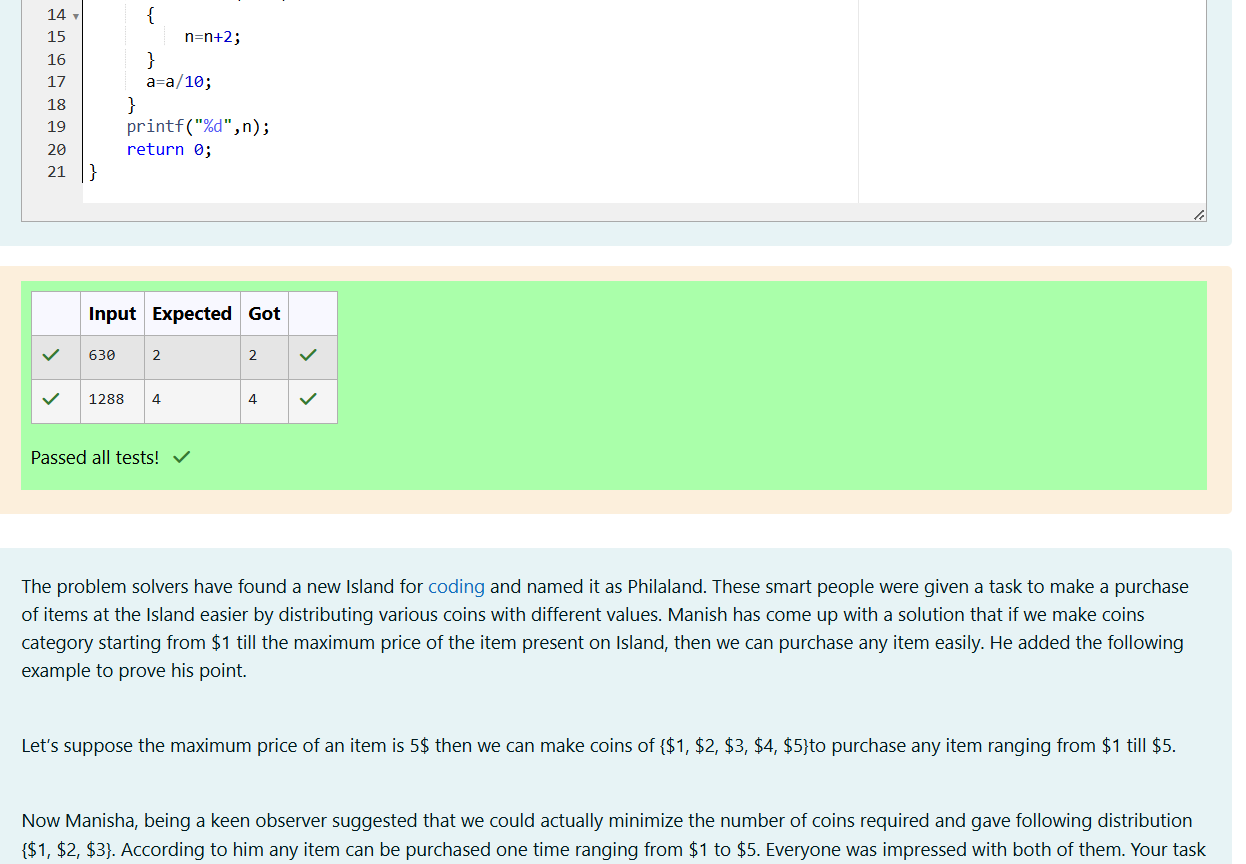 14 {
15 n=n+2;
16 }
17 a=a/10;
18 }
19 printf("%d",n);
20 return 0;
21 }
Input Expected Got
630 2 2
1288 4 4
Passed all tests!
The problem solvers have found a new Island for coding and named it as Philaland. These smart people were given a task to make a purchase
of items at the Island easier by distributing various coins with different values. Manish has come up with a solution that if we make coins
category starting from $1 till the maximum price of the item present on Island, then we can purchase any item easily. He added the following
example to prove his point.
Let’s suppose the maximum price of an item is 5$ then we can make coins of {$1, $2, $3, $4, $5}to purchase any item ranging from $1 till $5.
Now Manisha, being a keen observer suggested that we could actually minimize the number of coins required and gave following distribution
{$1, $2, $3}. According to him any item can be purchased one time ranging from $1 to $5. Everyone was impressed with both of them. Your task